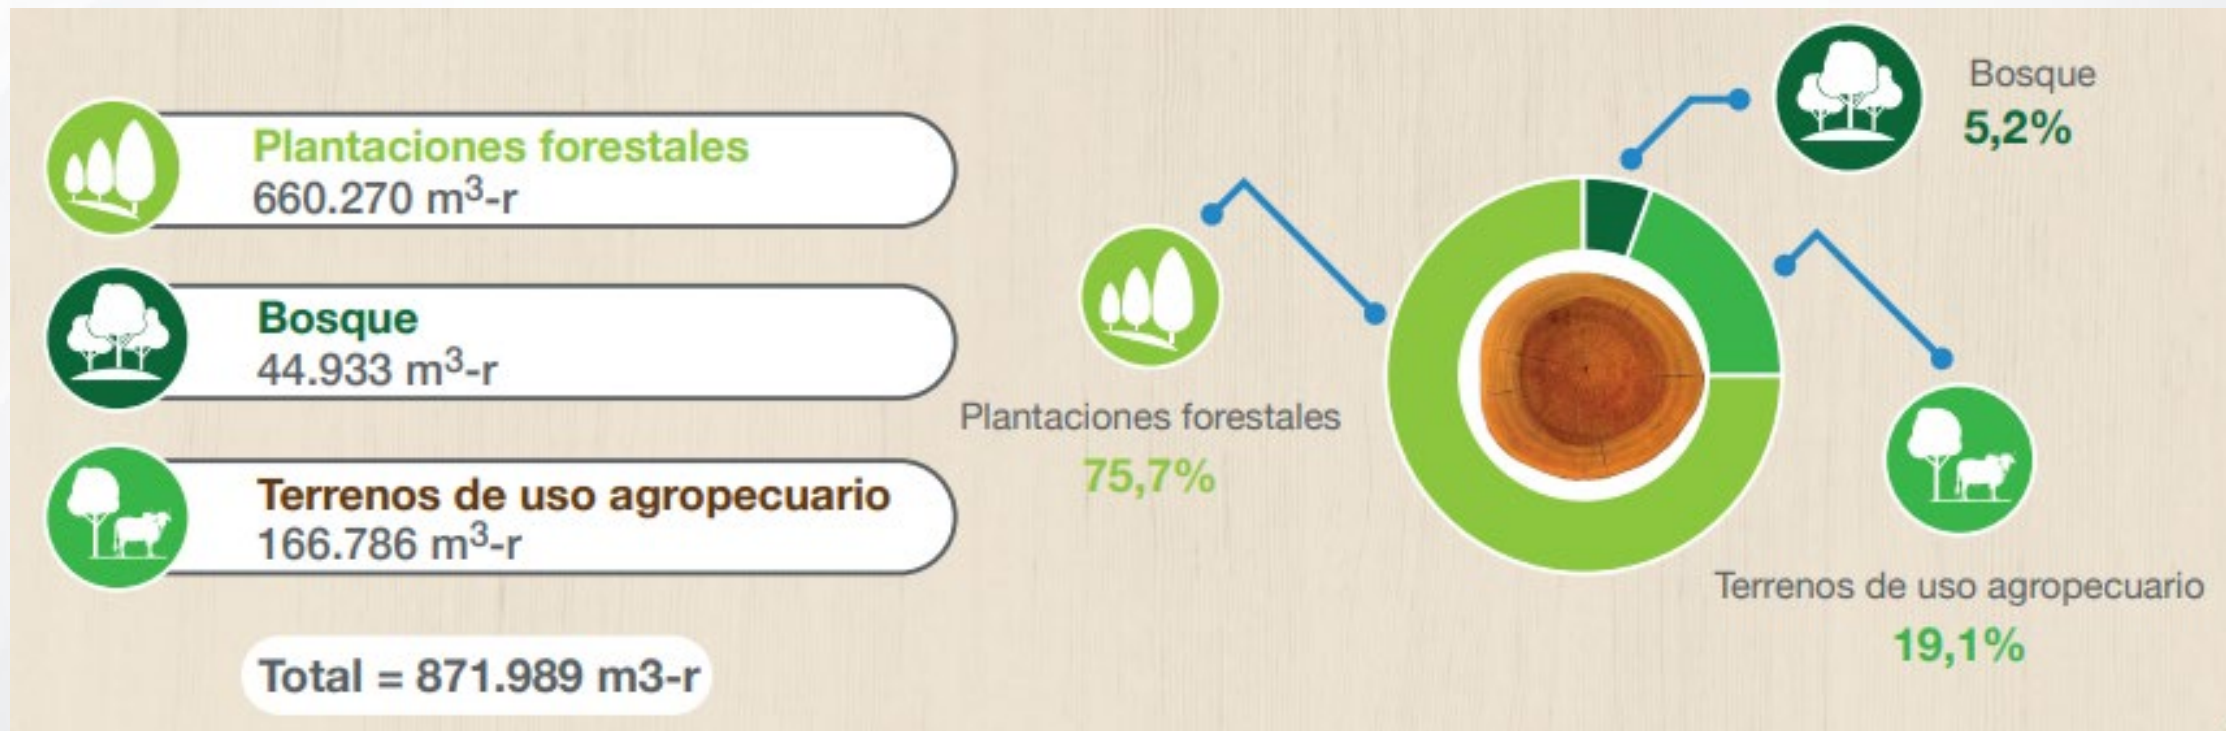 Plantaciones forestales
660.270 m³-r
Bosque
44.933 m³-r
Terrenos de uso agropecuario
166.786 m³-r
Total = 871.989 m3-r
Bosque
5,2%
Plantaciones forestales
75,7%
Terrenos de uso agropecuario
19,1%